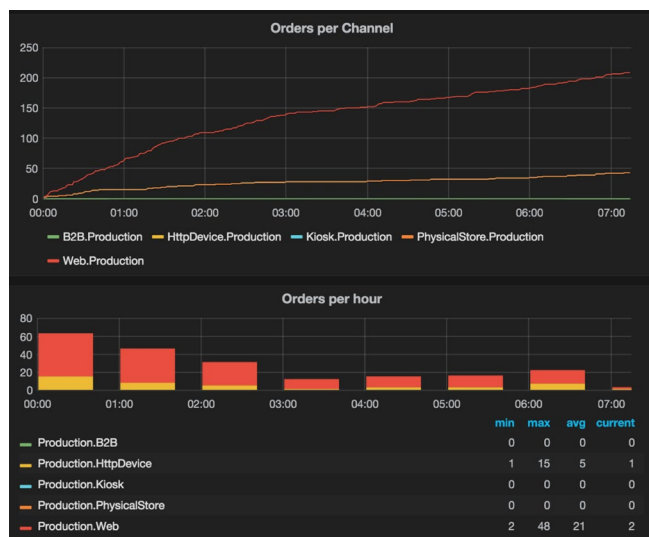 Orders per Channel
250
200
150
100
50
0
00:00 01:00 02:00 03:00 04:00 05:00 06:00 07:00
B2B.Production HttpDevice.Production Kiosk.Production PhysicalStore.Production
Web.Production
Orders per hour
80
60
40
20
0
00:00 01:00 02:00 03:00 04:00 05:00 06:00 07:00
min max avg current
Production.B2B 0 0 0 0
Production.HttpDevice 1 15 5 1
Production.Kiosk 0 0 0 0
Production.PhysicalStore 0 0 0 0
Production.Web 2 48 21 2